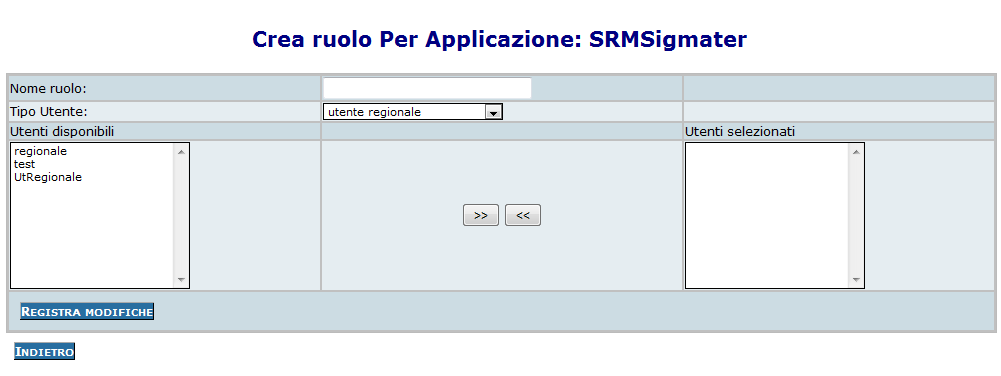 Crea ruolo Per Applicazione: SRMSigmater
Nome ruolo:
Tipo Utente: utente regionale
Utenti disponibili Utenti selezionati
regionale
test
UtRegionale
>> <<
Registra modifiche
Indietro